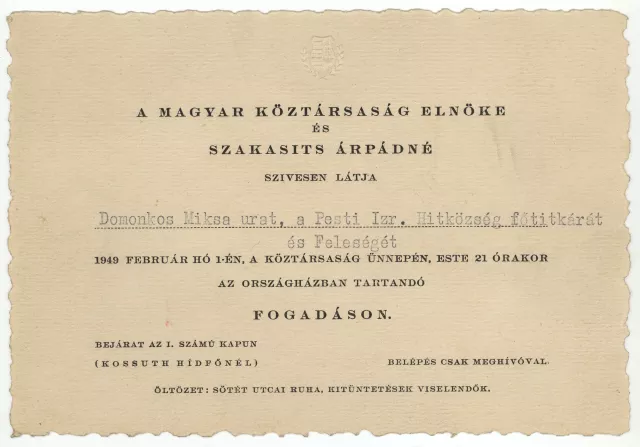 A MAGYAR KÖZTÁRSASÁG ELNÖKE
ÉS
SZAKASITS ÁRPÁDNÉ
SZIVESEN LÁTJA
Domonkos Miksa urat, a Pesti Izr. Hitközség főtitkárát
és Feleségét
1949 FEBRUÁR HÓ 1-ÉN, A KÖZTÁRSASÁG ÜNNEPÉN, ESTE 21 ÓRAKOR
AZ ORSZÁGHÁZBAN TARTANDÓ
FOGADÁSON.
BEJÁRAT AZ I. SZÁMÚ KAPUN
(KOSSUTH HÍDFŐNÉL)
BELÉPÉS CSAK MEGHÍVÓVAL.
ÖLTÖZET: SÖTÉT UTCAI RUHA, KITÜNTETÉSEK VISELENDŐK.